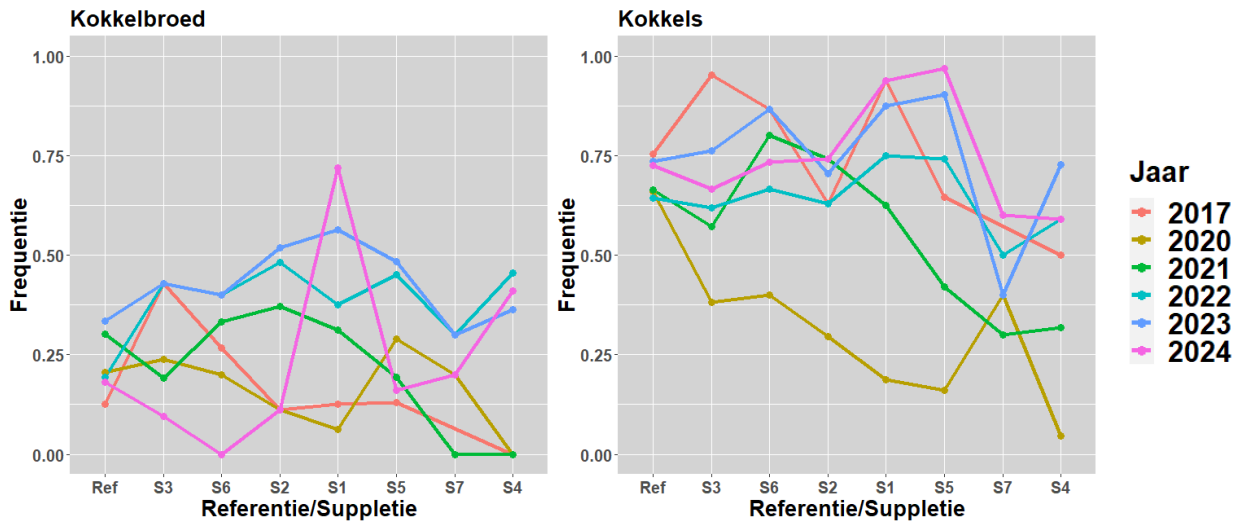 Kokkelbroed
1.00
0.75
0.50
0.25
0.00
Frequentie
Ref S3 S6 S2 S1 S5 S7 S4
Referentie/Suppletie
Kokkels
1.00
0.75
0.50
0.25
0.00
Frequentie
Ref S3 S6 S2 S1 S5 S7 S4
Referentie/Suppletie
Jaar
2017
2020
2021
2022
2023
2024